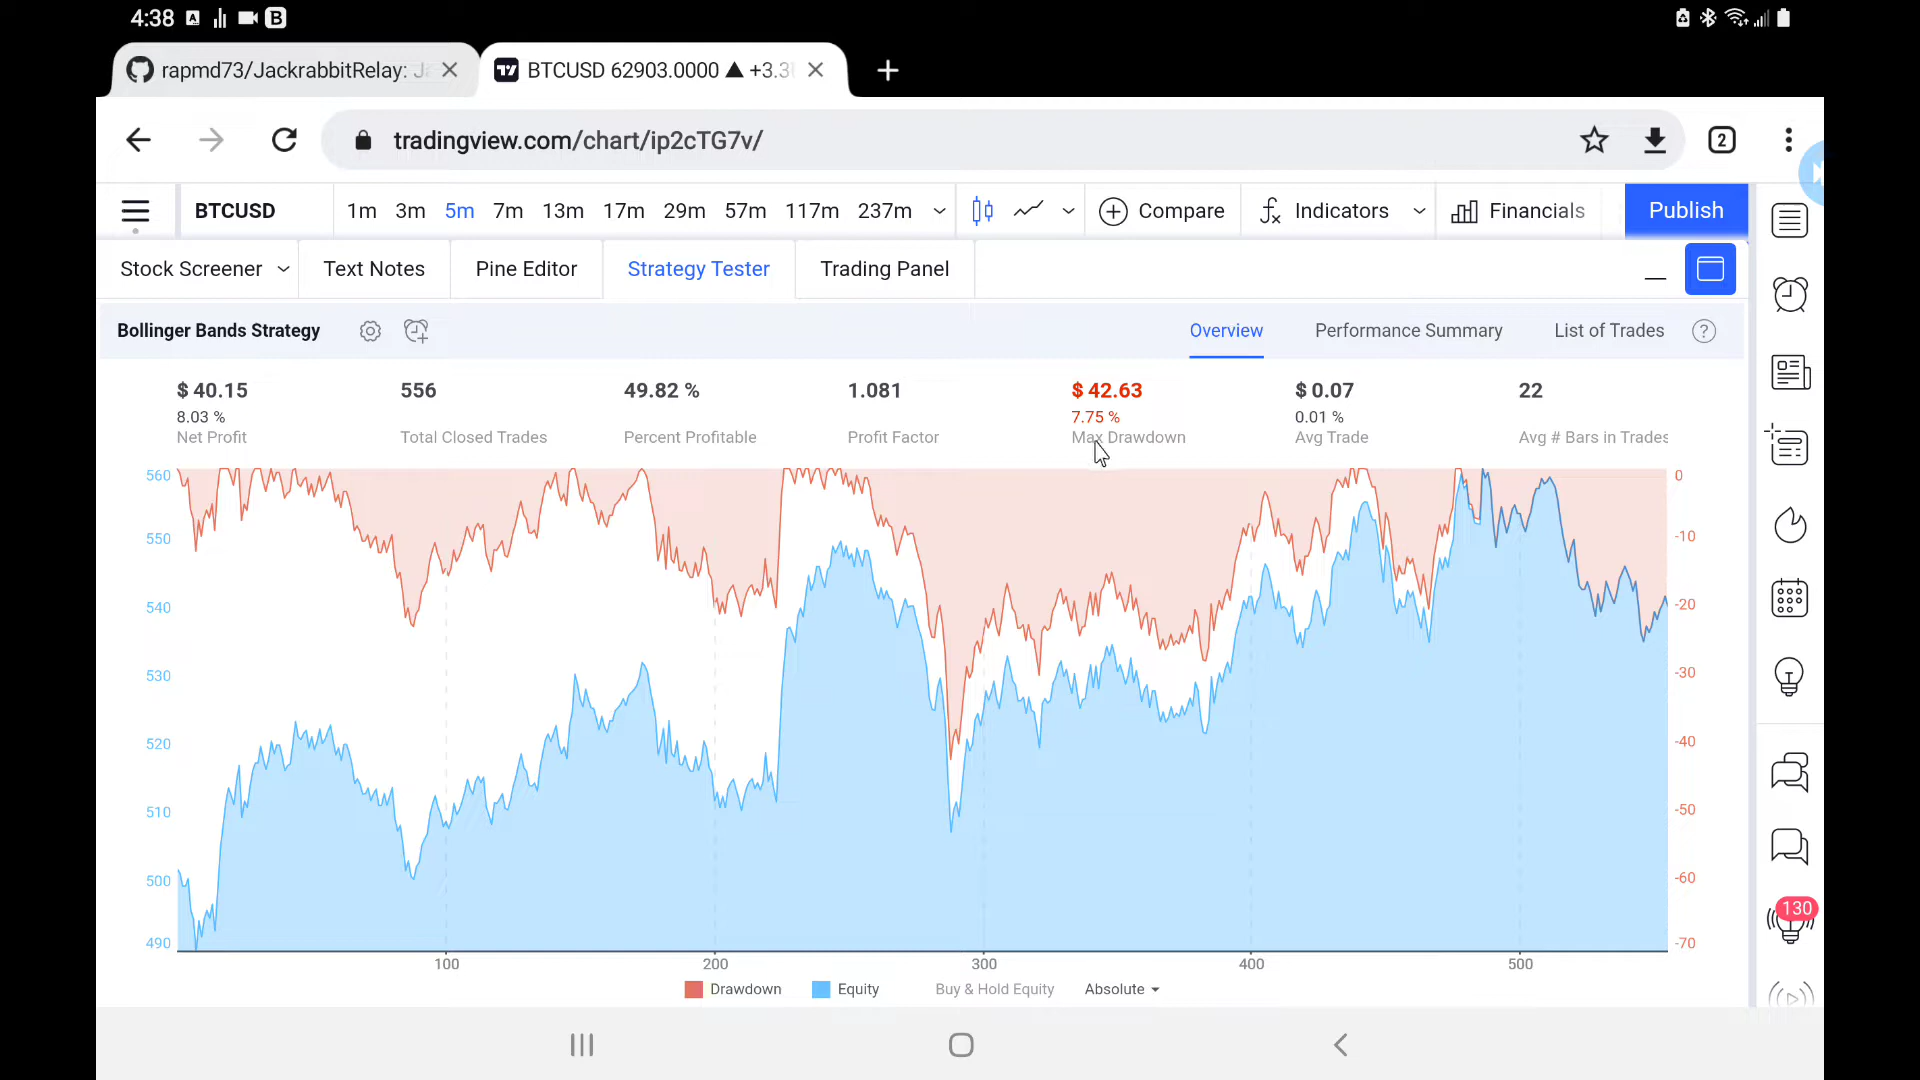 4:38 A B
rapmd73/JackrabbitRelay: Ja
BTCUSD 62903.0000 ▲ +3.3
tradingview.com/chart/ip2cTG7v/
2
BTCUSD
1m 3m 5m 7m 13m 17m 29m 57m 117m 237m
Compare
Indicators
Financials
Publish
Stock Screener
Text Notes
Pine Editor
Strategy Tester
Trading Panel
Bollinger Bands Strategy
Overview
Performance Summary
List of Trades
?
$ 40.15
8.03 %
Net Profit
556
Total Closed Trades
49.82 %
Percent Profitable
1.081
Profit Factor
$ 42.63
7.75 %
Max Drawdown
$ 0.07
0.01 %
Avg Trade
22
Avg # Bars in Trades
560
550
540
530
520
510
500
490
0
-10
-20
-30
-40
-50
-60
-70
100 200 300 400 500
Drawdown
Equity
Buy & Hold Equity
Absolute
130